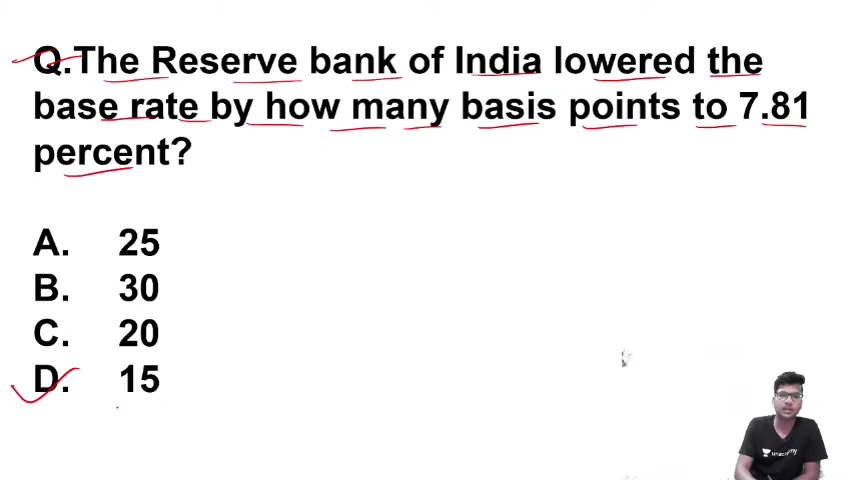 Q.The Reserve bank of India lowered the
base rate by how many basis points to 7.81
percent?
A. 25
B. 30
C. 20
D. 15
unacademy